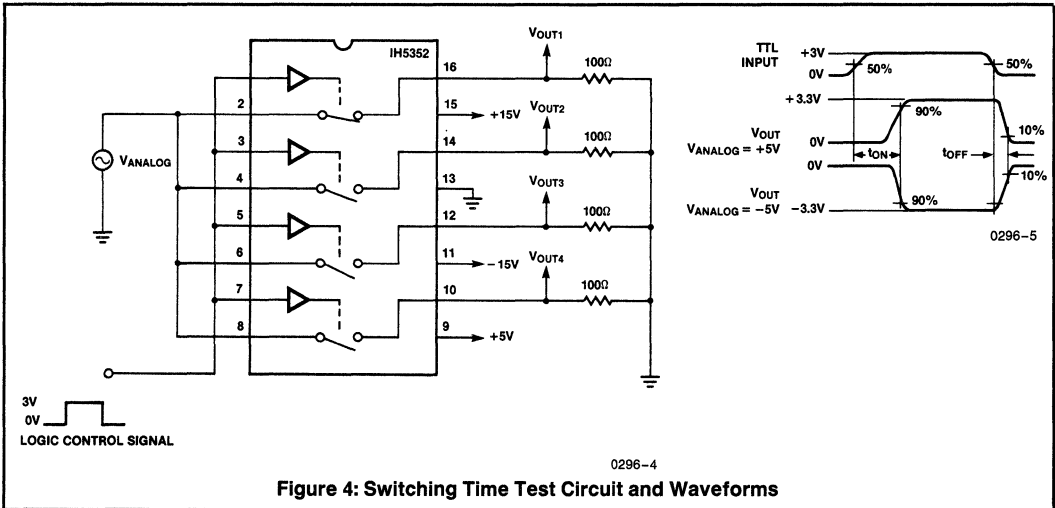 IH5352
2
3
4
5
6
7
8
16
15
14
13
12
11
10
9
+15V
−15V
+5V
VANALOG
VOUT1
100Ω
VOUT2
100Ω
VOUT3
100Ω
VOUT4
100Ω
3V
0V
LOGIC CONTROL SIGNAL
0296–4
TTL
INPUT
+3V
0V
50%
50%
+3.3V
90%
VOUT
VANALOG = +5V
0V
10%
tON
tOFF
0V
10%
VOUT
VANALOG = −5V
−3.3V
90%
0296–5
Figure 4: Switching Time Test Circuit and Waveforms